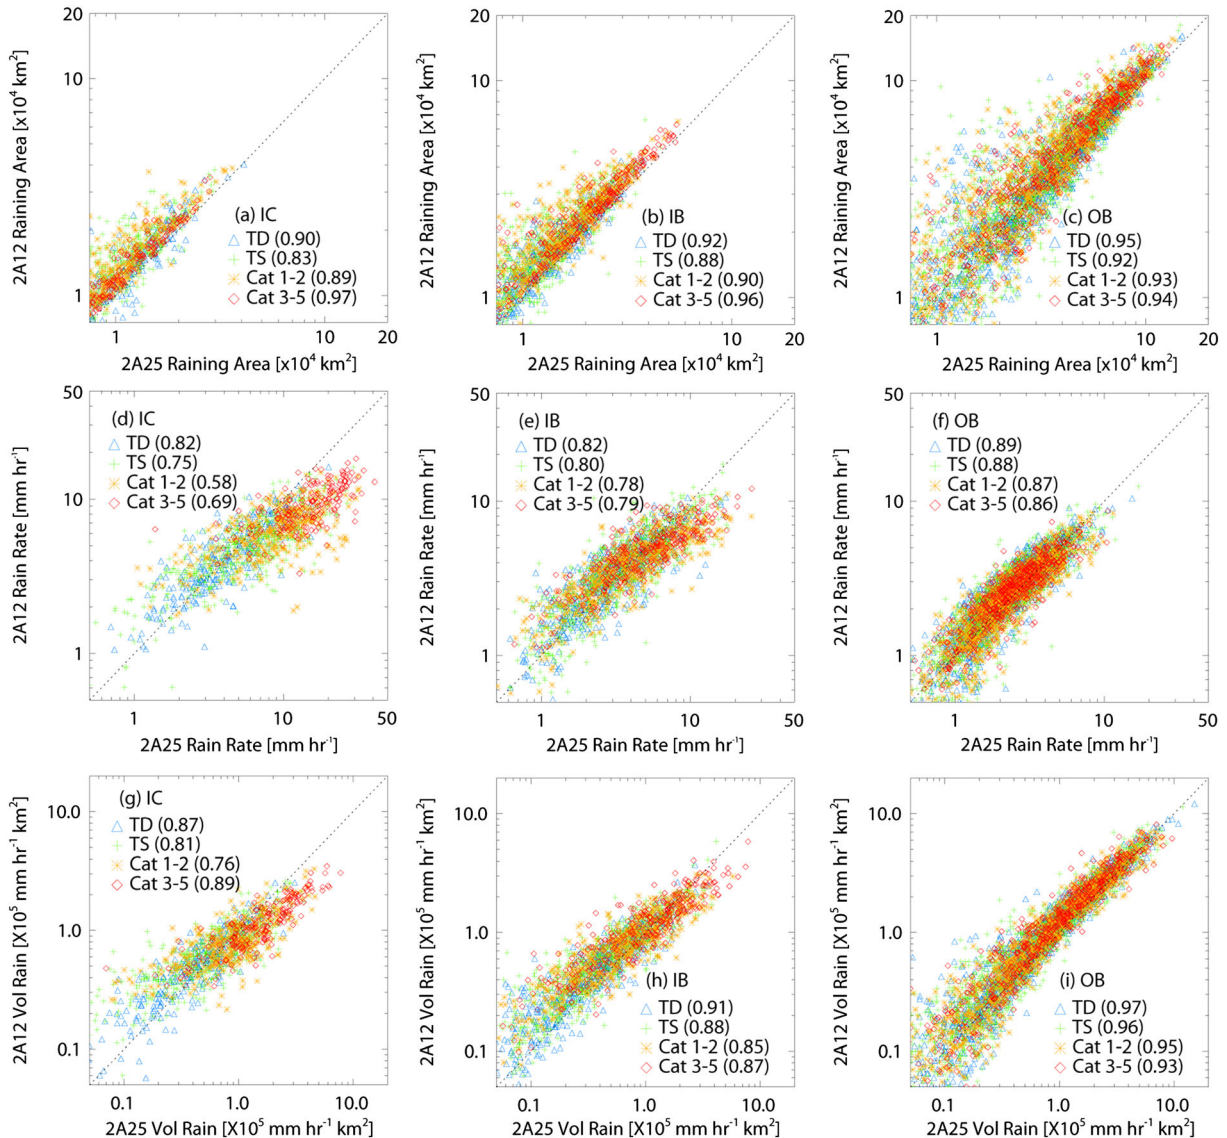 20
10
1
2A12 Raining Area [x10⁴ km²]
(a) IC
TD (0.90)
TS (0.83)
Cat 1-2 (0.89)
Cat 3-5 (0.97)
1
10
20
2A25 Raining Area [x10⁴ km²]
20
10
1
2A12 Raining Area [x10⁴ km²]
(b) IB
TD (0.92)
TS (0.88)
Cat 1-2 (0.90)
Cat 3-5 (0.96)
1
10
20
2A25 Raining Area [x10⁴ km²]
20
10
1
2A12 Raining Area [x10⁴ km²]
(c) OB
TD (0.95)
TS (0.92)
Cat 1-2 (0.93)
Cat 3-5 (0.94)
1
10
20
2A25 Raining Area [x10⁴ km²]
50
10
1
2A12 Rain Rate [mm hr⁻¹]
(d) IC
TD (0.82)
TS (0.75)
Cat 1-2 (0.58)
Cat 3-5 (0.69)
1
10
50
2A25 Rain Rate [mm hr⁻¹]
50
10
1
2A12 Rain Rate [mm hr⁻¹]
(e) IB
TD (0.82)
TS (0.80)
Cat 1-2 (0.78)
Cat 3-5 (0.79)
1
10
50
2A25 Rain Rate [mm hr⁻¹]
50
10
1
2A12 Rain Rate [mm hr⁻¹]
(f) OB
TD (0.89)
TS (0.88)
Cat 1-2 (0.87)
Cat 3-5 (0.86)
1
10
50
2A25 Rain Rate [mm hr⁻¹]
10.0
1.0
0.1
2A12 Vol Rain [X10⁵ mm hr⁻¹ km²]
(g) IC
TD (0.87)
TS (0.81)
Cat 1-2 (0.76)
Cat 3-5 (0.89)
0.1
1.0
10.0
2A25 Vol Rain [X10⁵ mm hr⁻¹ km²]
10.0
1.0
0.1
2A12 Vol Rain [X10⁵ mm hr⁻¹ km²]
(h) IB
TD (0.91)
TS (0.88)
Cat 1-2 (0.85)
Cat 3-5 (0.87)
0.1
1.0
10.0
2A25 Vol Rain [X10⁵ mm hr⁻¹ km²]
10.0
1.0
0.1
2A12 Vol Rain [X10⁵ mm hr⁻¹ km²]
(i) OB
TD (0.97)
TS (0.96)
Cat 1-2 (0.95)
Cat 3-5 (0.93)
0.1
1.0
10.0
2A25 Vol Rain [X10⁵ mm hr⁻¹ km²]